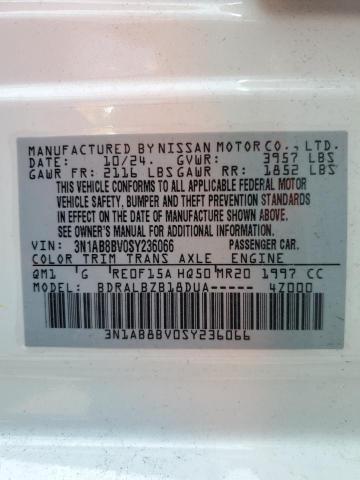 MANUFACTURED BY NISSAN MOTOR CO., LTD.
DATE: 10/24. GVWR: 3957 LBS
GAWR FR: 2116 LBS GAWR RR: 1852 LBS
THIS VEHICLE CONFORMS TO ALL APPLICABLE FEDERAL MOTOR
VEHICLE SAFETY, BUMPER AND THEFT PREVENTION STANDARDS
IN EFFECT ON THE DATE OF MANUFACTURE SHOWN ABOVE.
SEE OWNER'S MANUAL FOR ADDITIONAL INFORMATION.
VIN: 3N1AB8BV0SY236066 PASSENGER CAR.
COLOR TRIM TRANS AXLE ENGINE
QM1 G RE0F15A HQ50 MR20 1997 CC
MODEL: BDRALBZB18DUA----- 4Z000
3N1AB8BV0SY236066